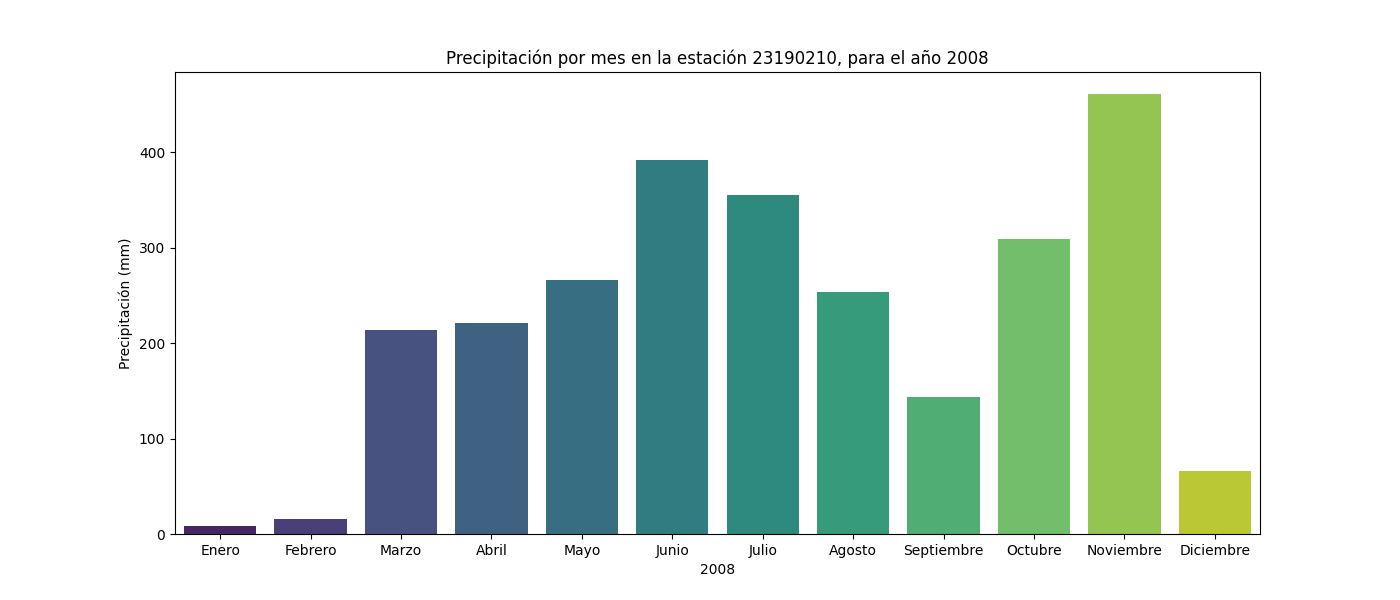 Precipitación por mes en la estación 23190210, para el año 2008
Precipitación (mm)
400
300
200
100
0
Enero Febrero Marzo Abril Mayo Junio Julio Agosto Septiembre Octubre Noviembre Diciembre
2008